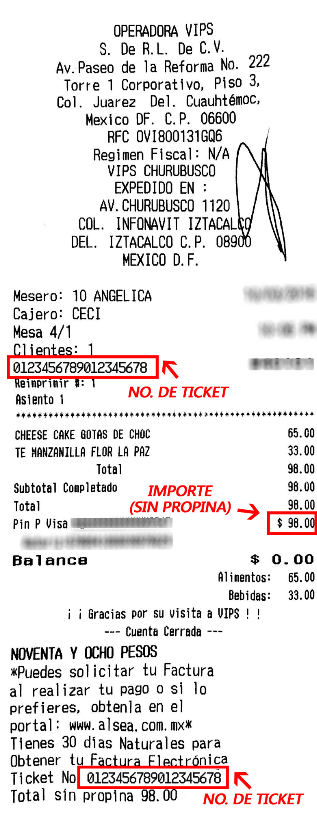 OPERADORA VIPS
S. De R.L. De C.V.
Av.Paseo de la Reforma No. 222
Torre 1 Corporativo, Piso 3,
Col. Juarez Del. Cuauhtémoc,
Mexico DF. C.P. 06600
RFC OVI800131GQ6
Regimen Fiscal: N/A
VIPS CHURUBUSCO
EXPEDIDO EN :
AV.CHURUBUSCO 1120
COL. INFONAVIT IZTACALCO
DEL. IZTACALCO C.P. 08900
MEXICO D.F.
Mesero: 10 ANGELICA
Cajero: CECI
Mesa 4/1
Clientes: 1
0123456789012345678
NO. DE TICKET
Reimprimir #: 1
Asiento 1
CHEESE CAKE GOTAS DE CHOC 65.00
TE MANZANILLA FLOR LA PAZ 33.00
Total 98.00
Subtotal Completado 98.00
IMPORTE
(SIN PROPINA)
Total 98.00
Pin P Visa $ 98.00
Balance $ 0.00
Alimentos: 65.00
Bebidas: 33.00
¡ ¡ Gracias por su visita a VIPS ! !
--- Cuenta Cerrada ---
NOVENTA Y OCHO PESOS
*Puedes solicitar tu Factura
al realizar tu pago o si lo
prefieres, obtenla en el
portal: www.alsea.com.mx*
Tienes 30 dias Naturales para
Obtener tu Factura Electrónica
Ticket No 0123456789012345678
Total sin propina 98.00
NO. DE TICKET